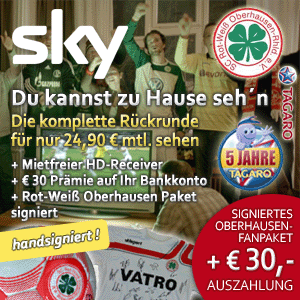 sky
SC Rot-Weiß Oberhausen-Rhld. e.V.
TAGARO
Du kannst zu Hause seh´n
Die komplette Rückrunde
für nur 24,90 € mtl. sehen
+ Mietfreier HD-Receiver
+ € 30 Prämie auf Ihr Bankkonto
+ Rot-Weiß Oberhausen Paket
signiert
5 JAHRE
TAGARO
handsigniert !
uhlsport
VATRO
SIGNIERTES
OBERHAUSEN-
FANPAKET
+ € 30,-
AUSZAHLUNG